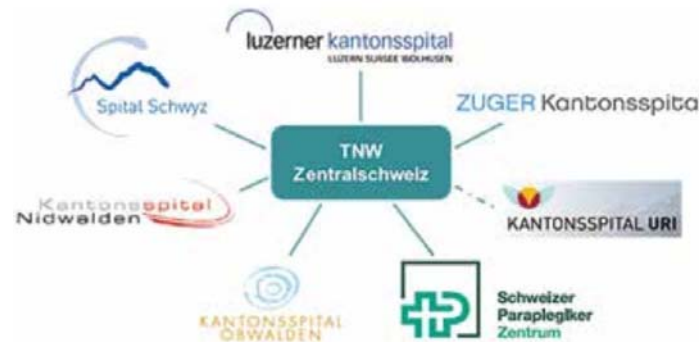 luzerner kantonsspital
LUZERN SURSEE WOLHUSEN
Spital Schwyz
ZUGER Kantonsspita
TNW
Zentralschweiz
Kantonsspital
Nidwalden
KANTONSSPITAL URI
KANTONSSPITAL
OBWALDEN
Schweizer
Paraplegiker
Zentrum